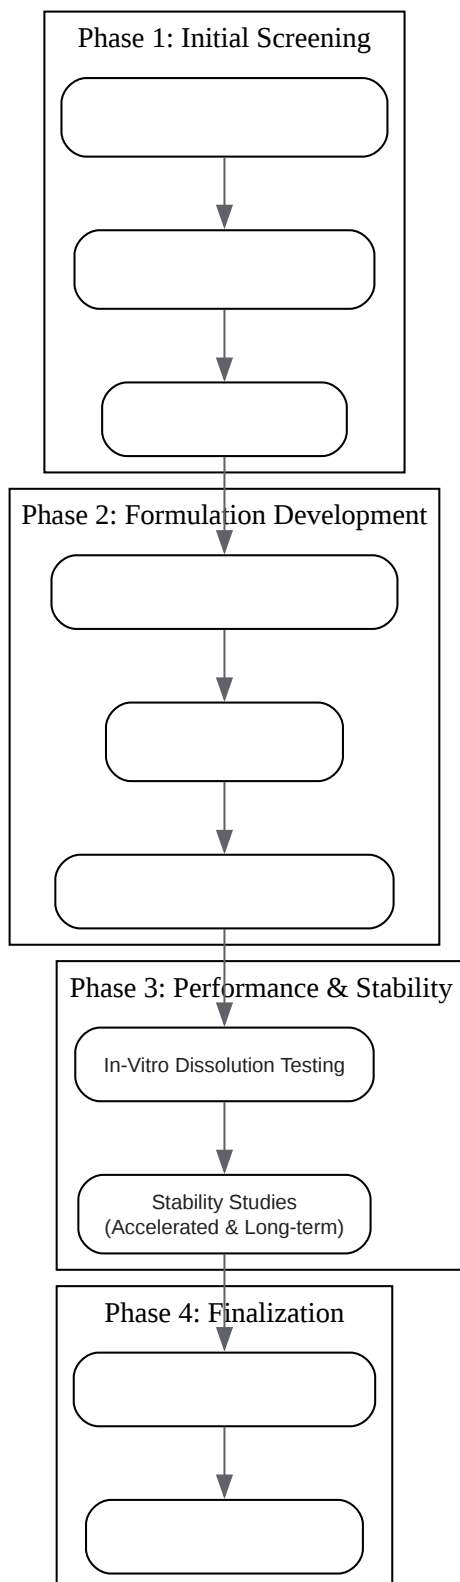 Phase 1: Initial Screening
Phase 2: Formulation Development
Phase 3: Performance & Stability
In-Vitro Dissolution Testing
Stability Studies
(Accelerated & Long-term)
Phase 4: Finalization